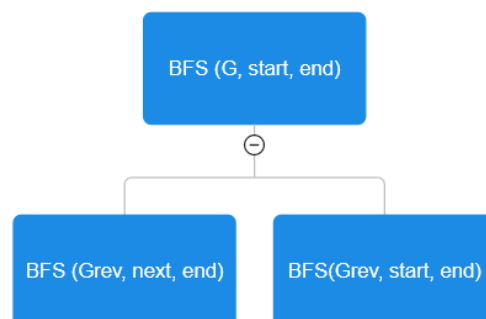 BFS (G, start, end)
BFS (Grev, next, end)
BFS(Grev, start, end)